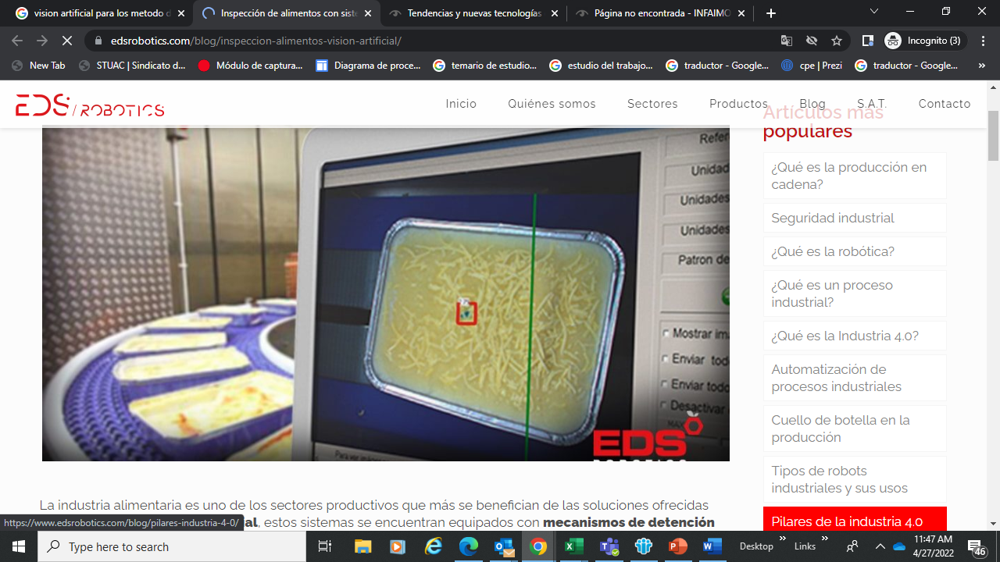 vision artificial para los metodo d
Inspección de alimentos con siste
Tendencias y nuevas tecnologías
Página no encontrada - INFAIMO
edsrobotics.com/blog/inspeccion-alimentos-vision-artificial/
Incognito (3)
New Tab
STUAC | Sindicato d...
Módulo de captura...
Diagrama de proce...
temario de estudio...
estudio del trabajo...
traductor - Google...
cpe | Prezi
traductor - Google...
»
EDS / ROBOTICS
Inicio
Quiénes somos
Sectores
Productos
Blog
S.A.T.
Contacto
Artículos más
populares
Refer
Unidad
Unidades
Unidades
Patron de
Mostrar ima
Enviar todo
Enviar todo
Desactivar
MAX
EDS
¿Qué es la producción en
cadena?
Seguridad industrial
¿Qué es la robótica?
¿Qué es un proceso
industrial?
¿Qué es la Industria 4.0?
Automatización de
procesos industriales
Cuello de botella en la
producción
Tipos de robots
industriales y sus usos
Pilares de la industria 4.0
La industria alimentaria es uno de los sectores productivos que más se benefician de las soluciones ofrecidas
ial, estos sistemas se encuentran equipados con mecanismos de detención
https://www.edsrobotics.com/blog/pilares-industria-4-0/
Type here to search
Desktop
»
Links
»
11:47 AM
4/27/2022
46